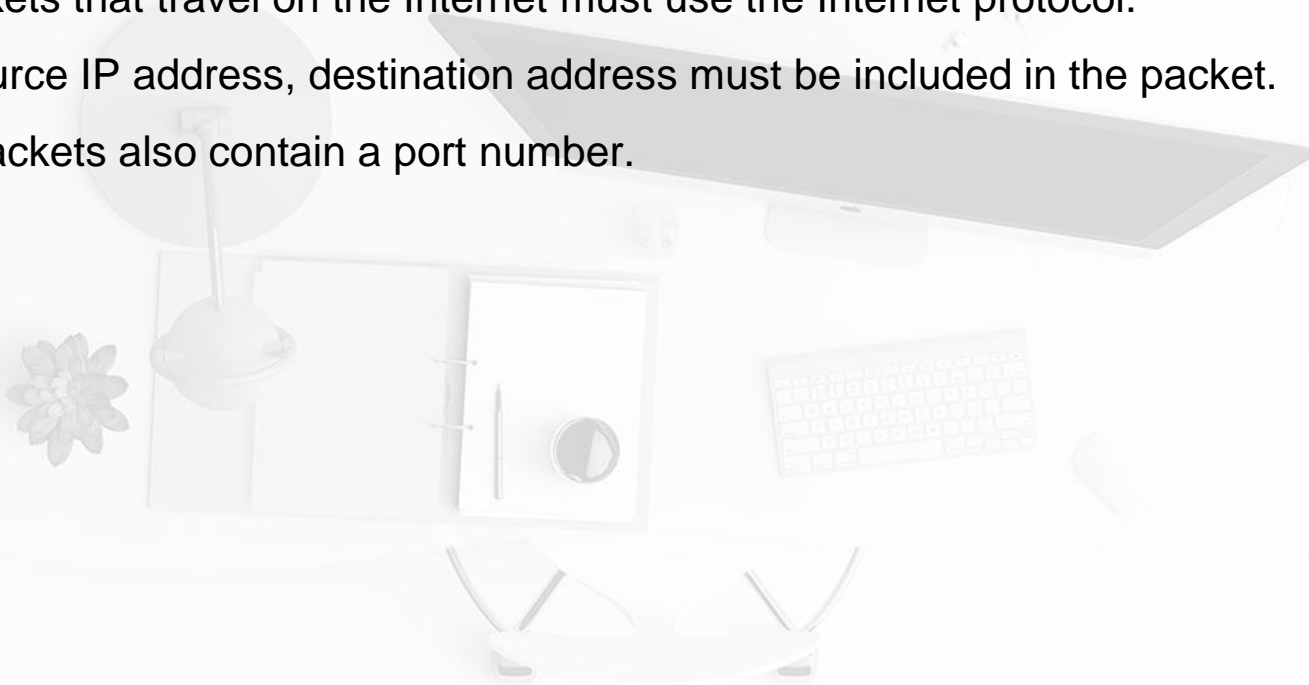 kets that travel on the Internet must use the Internet protocol.
urce IP address, destination address must be included in the packet.
ackets also contain a port number.